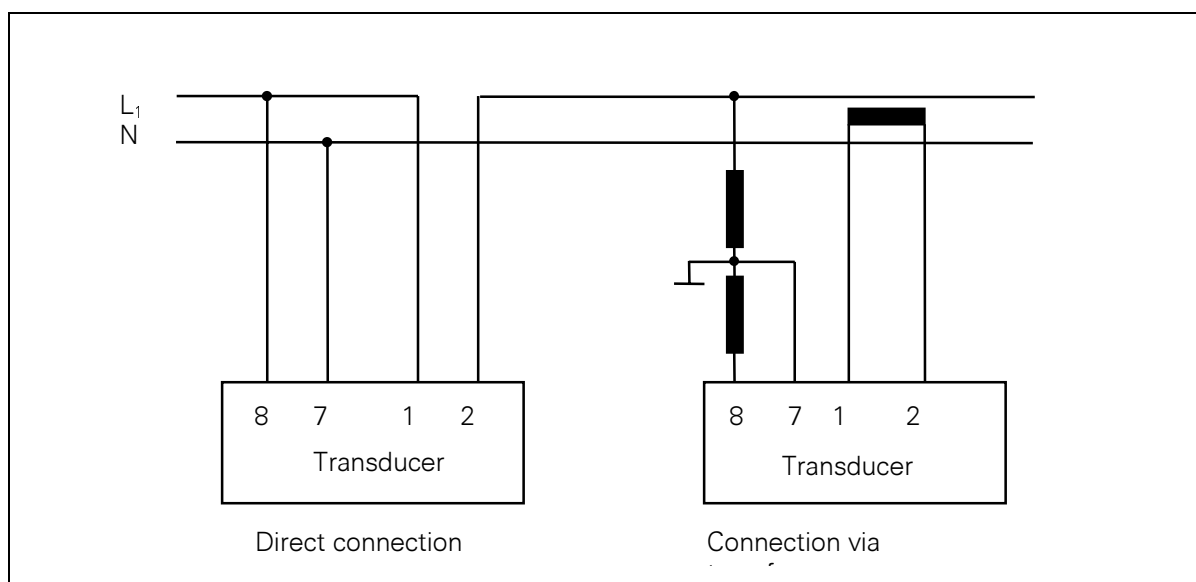 L₁
N
8 7 1 2
Transducer
8 7 1 2
Transducer
Direct connection
Connection via